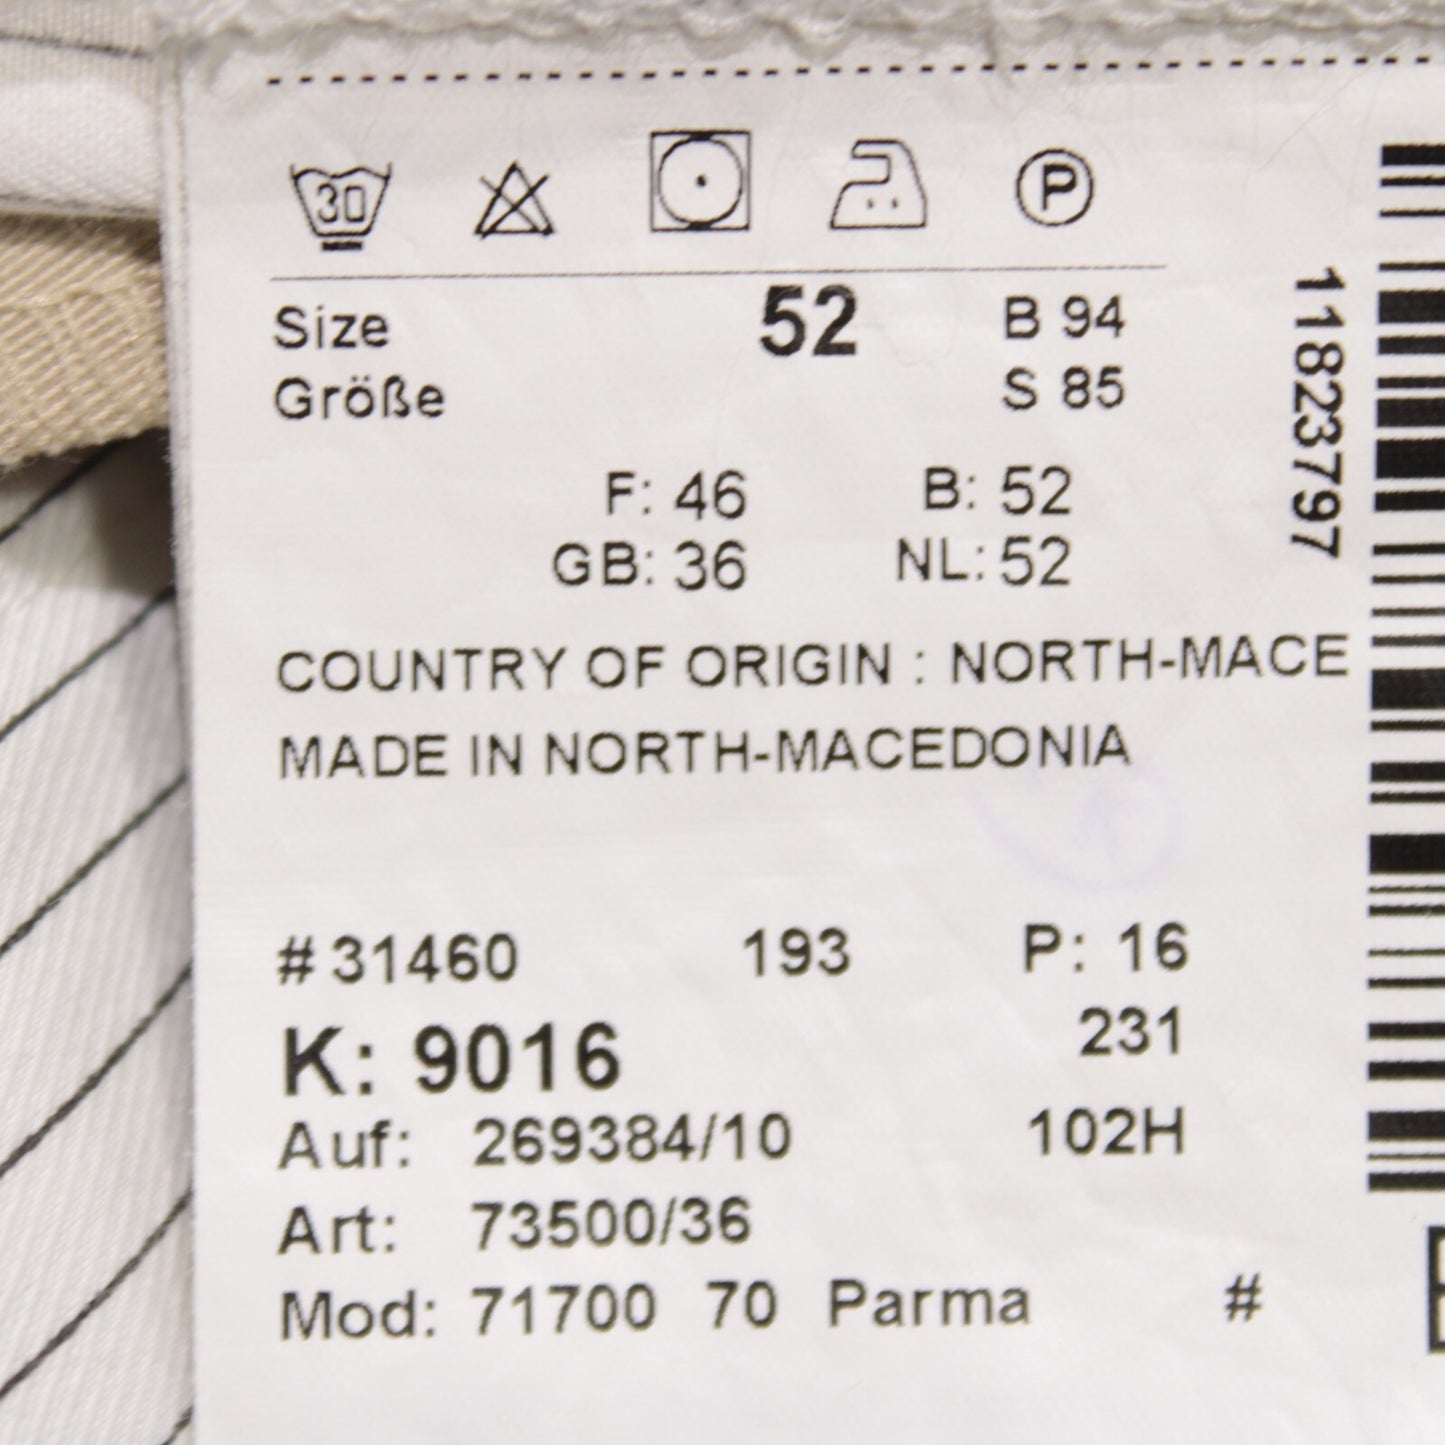 30 P
Size 52 B 94
Größe S 85
F: 46 B: 52
GB: 36 NL: 52
COUNTRY OF ORIGIN : NORTH-MACE
MADE IN NORTH-MACEDONIA
#31460 193 P: 16
K: 9016 231
Auf: 269384/10 102H
Art: 73500/36
Mod: 71700 70 Parma #
11823797